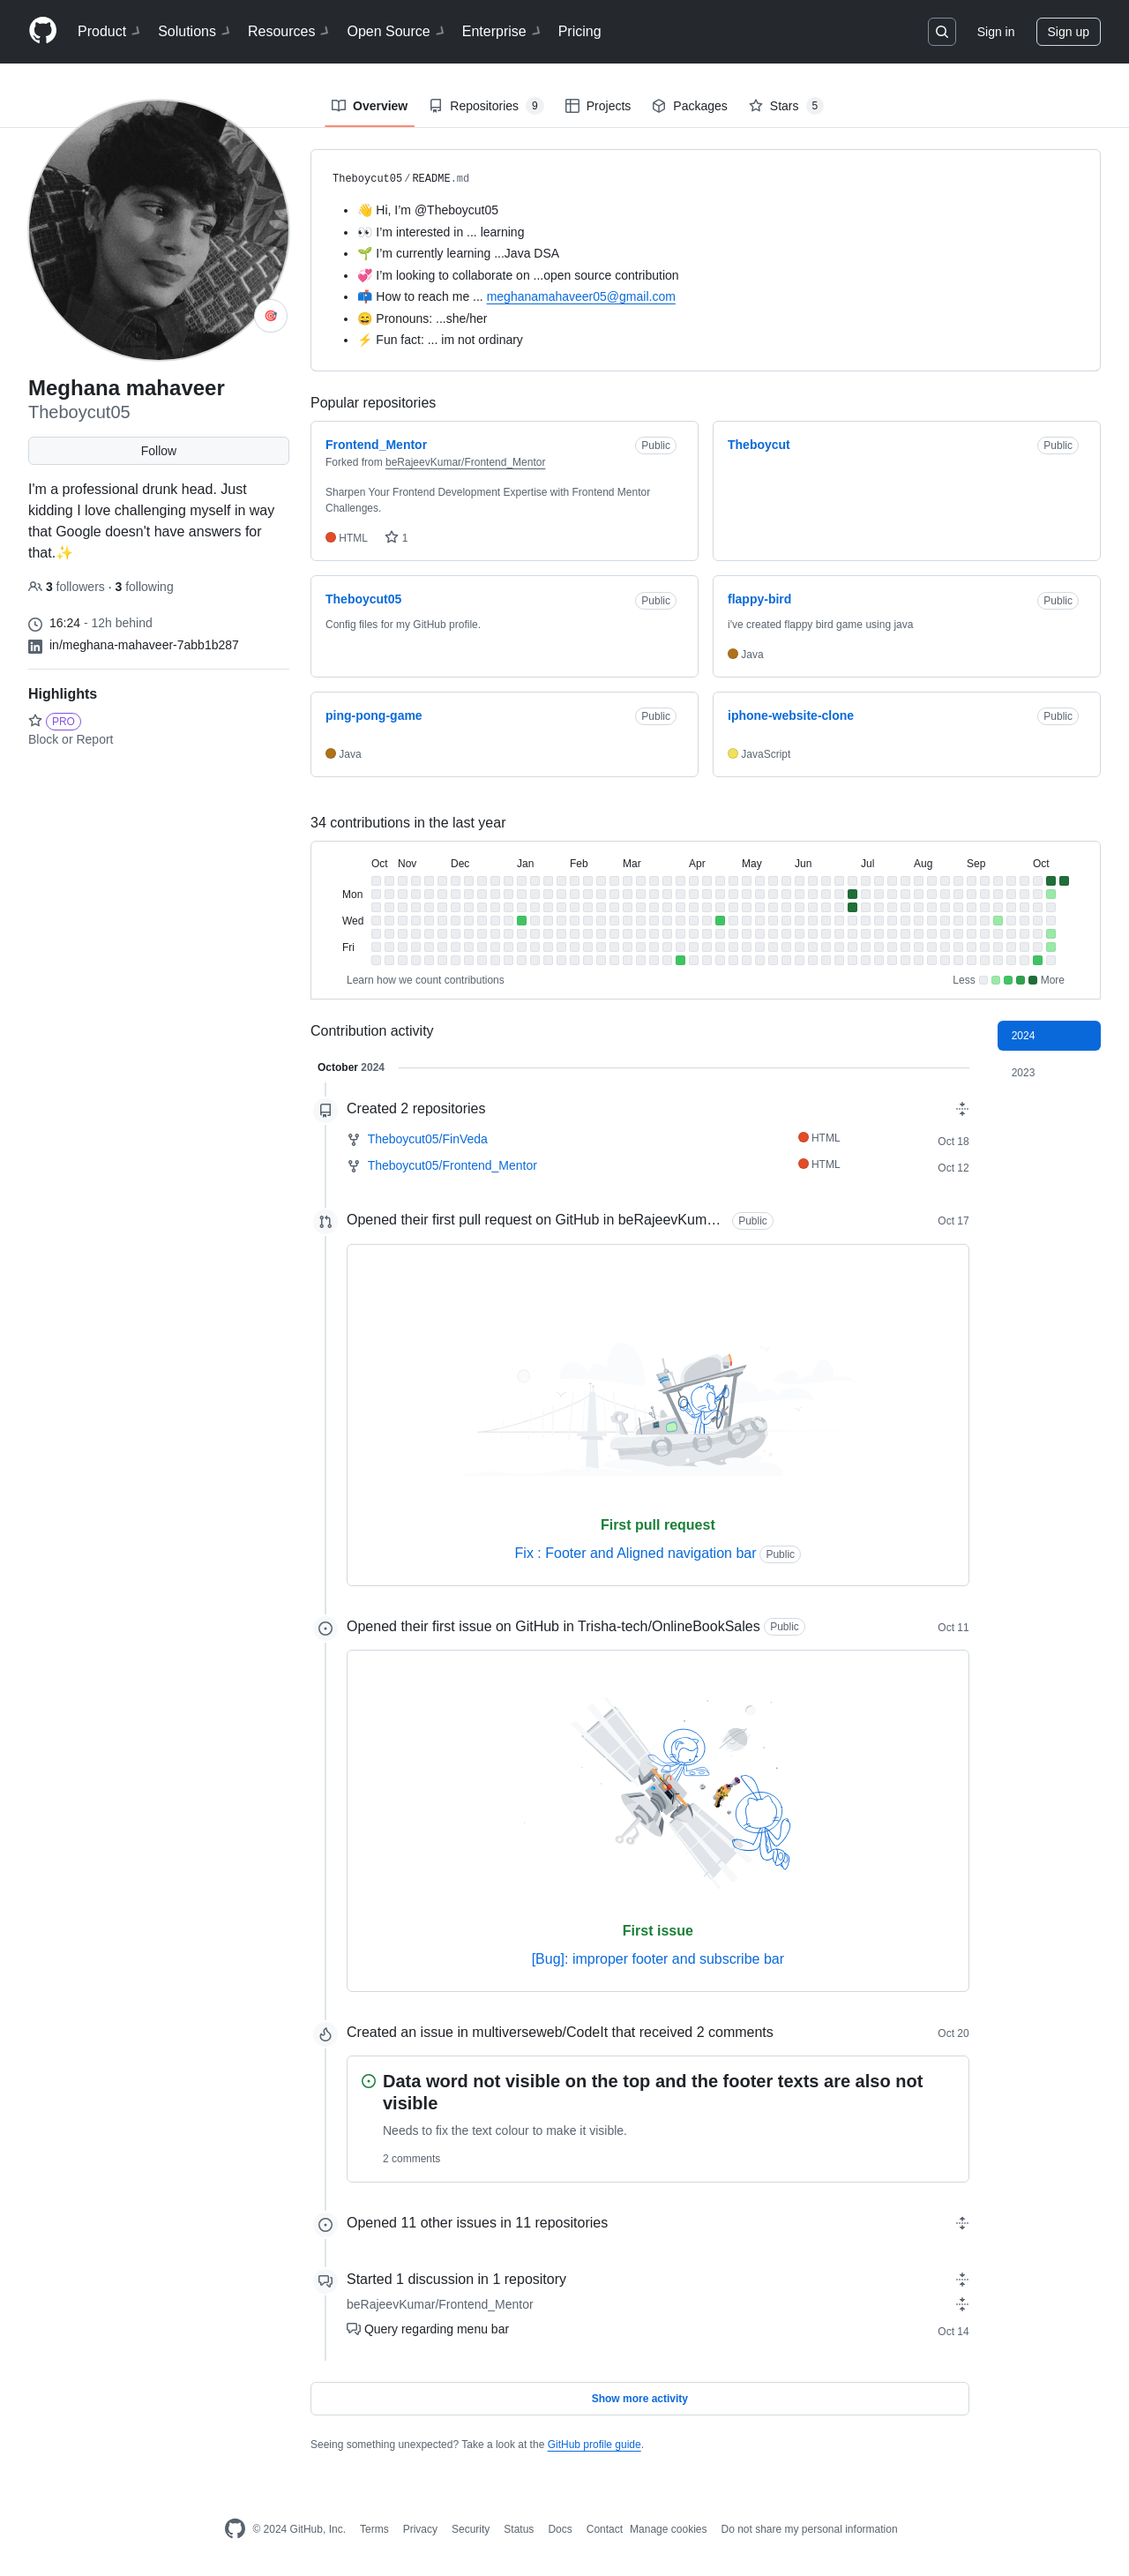 Product Solutions Resources Open Source Enterprise Pricing Sign in Sign up
Overview Repositories 9 Projects Packages Stars 5
Theboycut05/README.md
👋 Hi, I’m @Theboycut05
👀 I’m interested in ... learning
🌱 I’m currently learning ...Java DSA
💞️ I’m looking to collaborate on ...open source contribution
📫 How to reach me ... meghanamahaveer05@gmail.com
😄 Pronouns: ...she/her
⚡ Fun fact: ... im not ordinary
🎯
Meghana mahaveer
Theboycut05
Follow
I'm a professional drunk head. Just
kidding I love challenging myself in way
that Google doesn't have answers for
that.✨
3 followers · 3 following
16:24 - 12h behind
in/meghana-mahaveer-7abb1b287
Highlights
PRO
Block or Report
Popular repositories
Frontend_Mentor Public
Forked from beRajeevKumar/Frontend_Mentor
Sharpen Your Frontend Development Expertise with Frontend Mentor
Challenges.
HTML 1
Theboycut Public
Theboycut05 Public
Config files for my GitHub profile.
flappy-bird Public
i've created flappy bird game using java
Java
ping-pong-game Public
Java
iphone-website-clone Public
JavaScript
34 contributions in the last year
Oct Nov Dec Jan Feb Mar Apr May Jun Jul Aug Sep Oct
Mon
Wed
Fri
Learn how we count contributions Less More
Contribution activity
2024
2023
October 2024
Created 2 repositories
Theboycut05/FinVeda HTML Oct 18
Theboycut05/Frontend_Mentor HTML Oct 12
Opened their first pull request on GitHub in beRajeevKum… Public Oct 17
First pull request
Fix : Footer and Aligned navigation bar Public
Opened their first issue on GitHub in Trisha-tech/OnlineBookSales Public Oct 11
First issue
[Bug]: improper footer and subscribe bar
Created an issue in multiverseweb/CodeIt that received 2 comments Oct 20
Data word not visible on the top and the footer texts are also not
visible
Needs to fix the text colour to make it visible.
2 comments
Opened 11 other issues in 11 repositories
Started 1 discussion in 1 repository
beRajeevKumar/Frontend_Mentor
Query regarding menu bar Oct 14
Show more activity
Seeing something unexpected? Take a look at the GitHub profile guide.
© 2024 GitHub, Inc. Terms Privacy Security Status Docs Contact Manage cookies Do not share my personal information